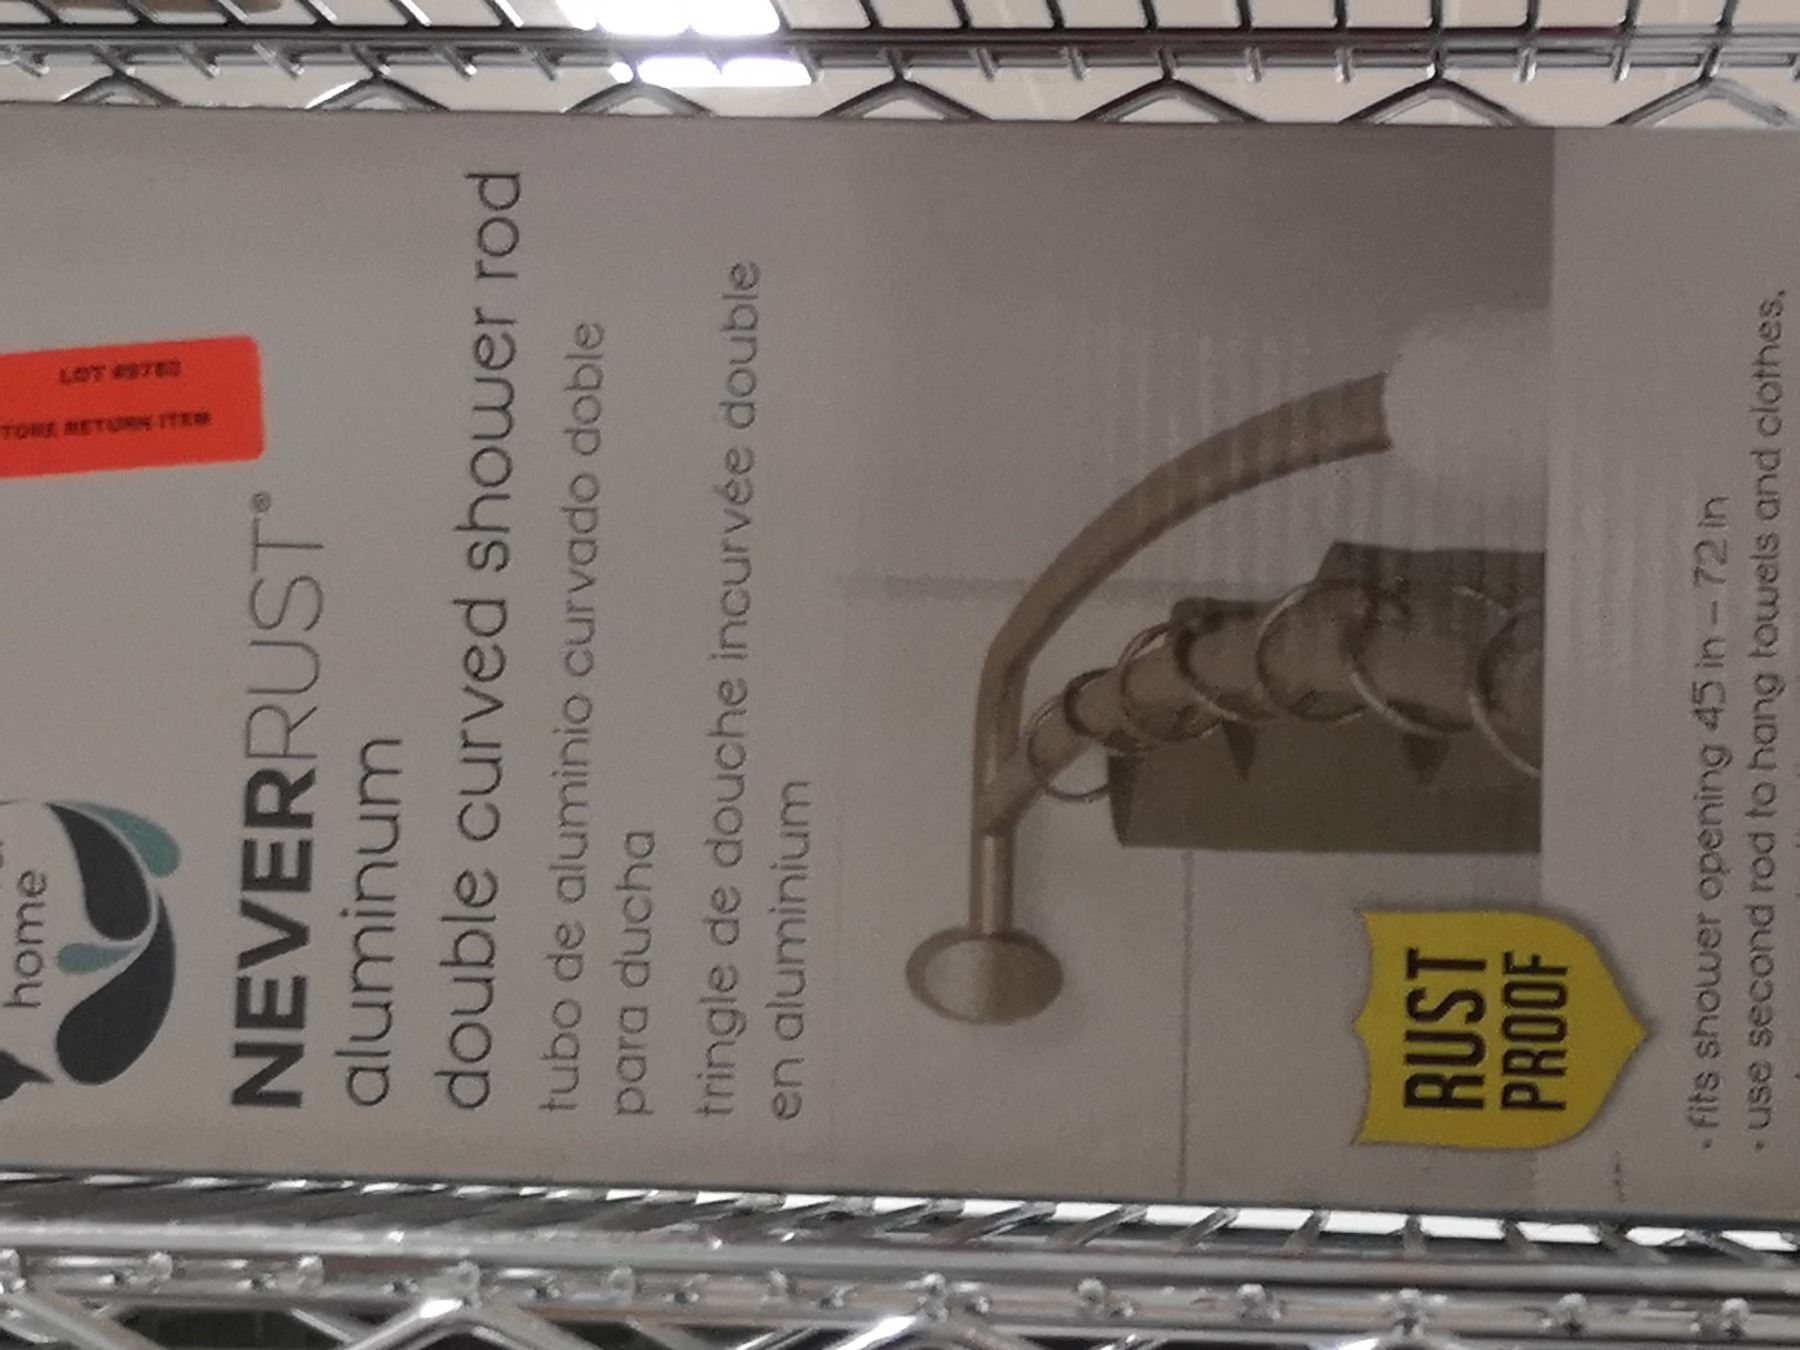 home
LOT #9760
RETURN ITEM
NEVERRUST®
aluminum
double curved shower rod
tubo de aluminio curvado doble
para ducha
tringle de douche incurvée double
en aluminium
RUST
PROOF
• fits shower opening 45 in – 72 in
• use second rod to hang towels and clothes.